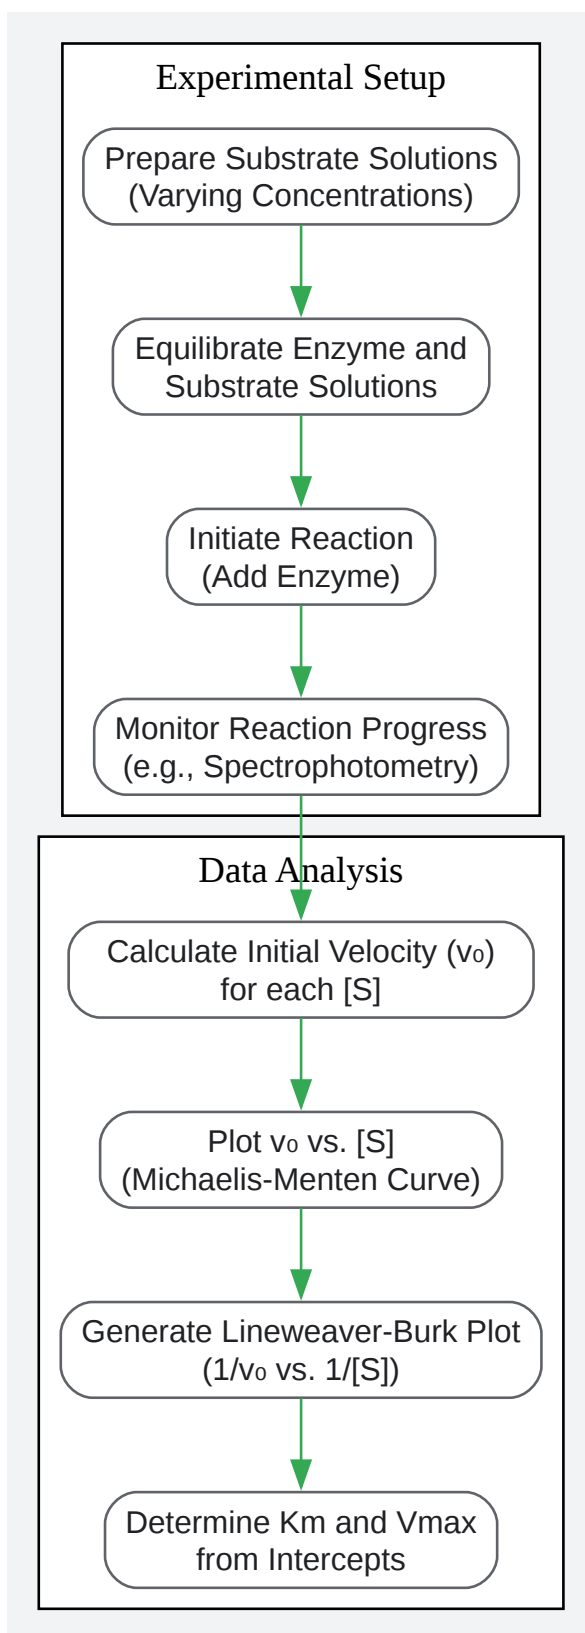 Experimental Setup
Prepare Substrate Solutions
(Varying Concentrations)
Equilibrate Enzyme and
Substrate Solutions
Initiate Reaction
(Add Enzyme)
Monitor Reaction Progress
(e.g., Spectrophotometry)
Data Analysis
Calculate Initial Velocity (v₀)
for each [S]
Plot v₀ vs. [S]
(Michaelis-Menten Curve)
Generate Lineweaver-Burk Plot
(1/v₀ vs. 1/[S])
Determine Km and Vmax
from Intercepts